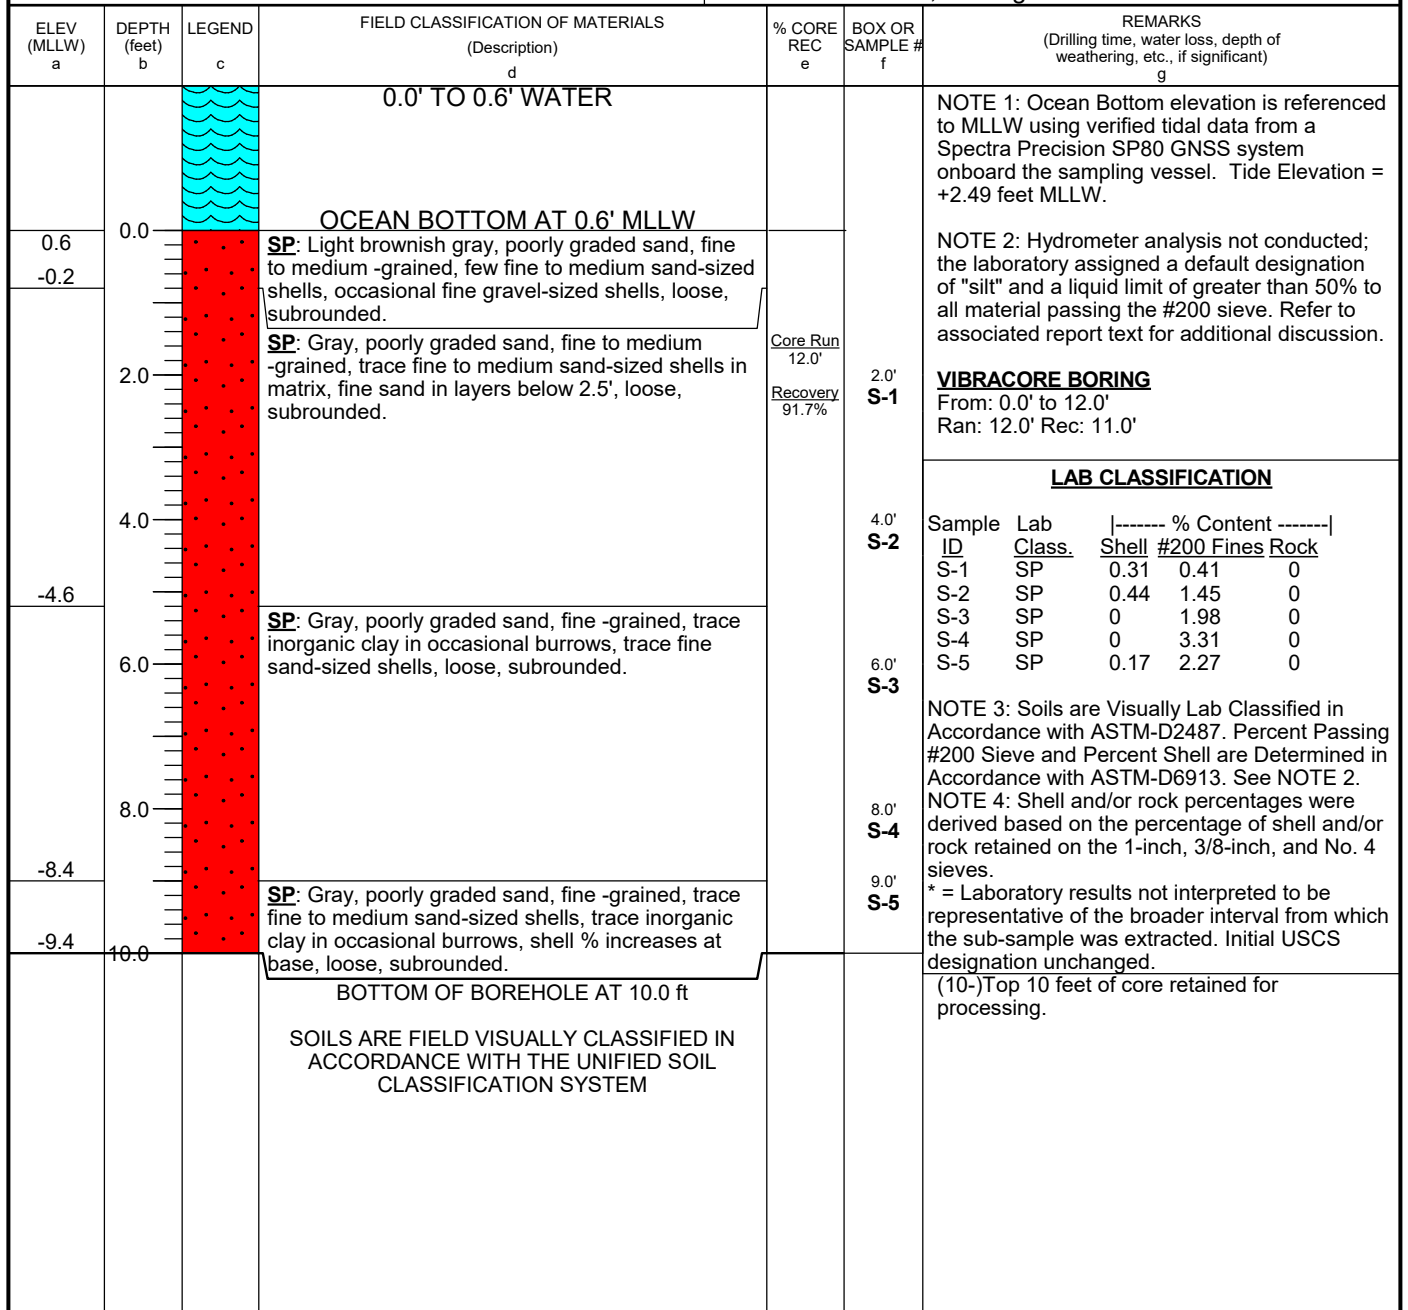 ELEV
(MLLW)
a
DEPTH
(feet)
b
LEGEND
c
FIELD CLASSIFICATION OF MATERIALS
(Description)
d
% CORE
REC
e
BOX OR
SAMPLE #
f
REMARKS
(Drilling time, water loss, depth of
weathering, etc., if significant)
g
0.0' TO 0.6' WATER
OCEAN BOTTOM AT 0.6' MLLW
0.0
0.6
-0.2
SP: Light brownish gray, poorly graded sand, fine
to medium -grained, few fine to medium sand-sized
shells, occasional fine gravel-sized shells, loose,
subrounded.
SP: Gray, poorly graded sand, fine to medium
-grained, trace fine to medium sand-sized shells in
matrix, fine sand in layers below 2.5', loose,
subrounded.
2.0
4.0
-4.6
SP: Gray, poorly graded sand, fine -grained, trace
inorganic clay in occasional burrows, trace fine
sand-sized shells, loose, subrounded.
6.0
8.0
-8.4
SP: Gray, poorly graded sand, fine -grained, trace
fine to medium sand-sized shells, trace inorganic
clay in occasional burrows, shell % increases at
base, loose, subrounded.
-9.4
10.0
BOTTOM OF BOREHOLE AT 10.0 ft
SOILS ARE FIELD VISUALLY CLASSIFIED IN
ACCORDANCE WITH THE UNIFIED SOIL
CLASSIFICATION SYSTEM
Core Run
12.0'
Recovery
91.7%
2.0'
S-1
4.0'
S-2
6.0'
S-3
8.0'
S-4
9.0'
S-5
NOTE 1: Ocean Bottom elevation is referenced
to MLLW using verified tidal data from a
Spectra Precision SP80 GNSS system
onboard the sampling vessel. Tide Elevation =
+2.49 feet MLLW.
NOTE 2: Hydrometer analysis not conducted;
the laboratory assigned a default designation
of "silt" and a liquid limit of greater than 50% to
all material passing the #200 sieve. Refer to
associated report text for additional discussion.
VIBRACORE BORING
From: 0.0' to 12.0'
Ran: 12.0' Rec: 11.0'
LAB CLASSIFICATION
Sample Lab |------- % Content -------|
ID Class. Shell #200 Fines Rock
S-1 SP 0.31 0.41 0
S-2 SP 0.44 1.45 0
S-3 SP 0 1.98 0
S-4 SP 0 3.31 0
S-5 SP 0.17 2.27 0
NOTE 3: Soils are Visually Lab Classified in
Accordance with ASTM-D2487. Percent Passing
#200 Sieve and Percent Shell are Determined in
Accordance with ASTM-D6913. See NOTE 2.
NOTE 4: Shell and/or rock percentages were
derived based on the percentage of shell and/or
rock retained on the 1-inch, 3/8-inch, and No. 4
sieves.
* = Laboratory results not interpreted to be
representative of the broader interval from which
the sub-sample was extracted. Initial USCS
designation unchanged.
(10-)Top 10 feet of core retained for
processing.